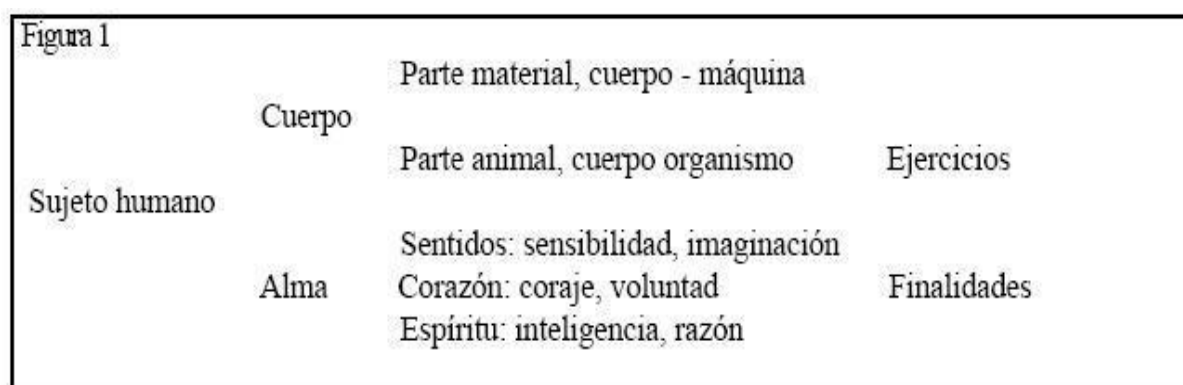 Figura 1
Parte material, cuerpo - máquina
Cuerpo
Parte animal, cuerpo organismo Ejercicios
Sujeto humano
Sentidos: sensibilidad, imaginación
Alma Corazón: coraje, voluntad Finalidades
Espíritu: inteligencia, razón